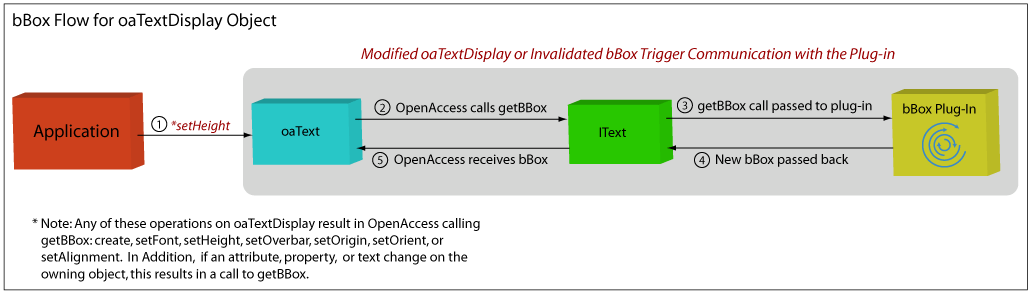 bBox Flow for oaTextDisplay Object
Modified oaTextDisplay or Invalidated bBox Trigger Communication with the Plug-in
Application
1 *setHeight
oaText
2 OpenAccess calls getBBox
IText
3 getBBox call passed to plug-in
bBox Plug-In
5 OpenAccess receives bBox
4 New bBox passed back
* Note: Any of these operations on oaTextDisplay result in OpenAccess calling
getBBox: create, setFont, setHeight, setOverbar, setOrigin, setOrient, or
setAlignment. In Addition, if an attribute, property, or text change on the
owning object, this results in a call to getBBox.